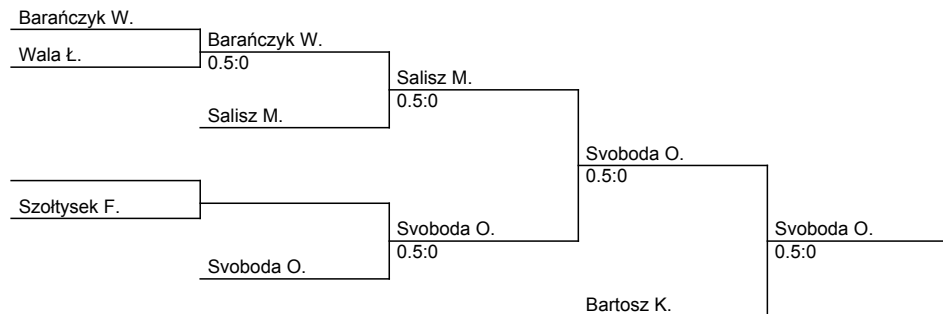 Barańczyk W.
Barańczyk W.
Wala Ł.
0.5:0
Salisz M.
0.5:0
Salisz M.
Svoboda O.
0.5:0
Szołtysek F.
Svoboda O.
Svoboda O.
0.5:0
0.5:0
Svoboda O.
Bartosz K.